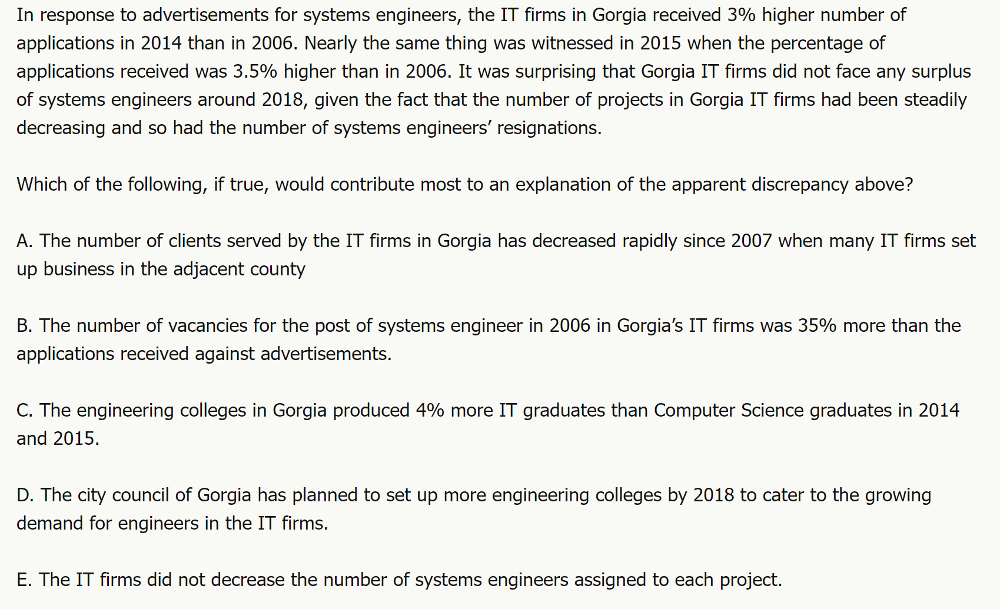 In response to advertisements for systems engineers, the IT firms in Gorgia received 3% higher number of
applications in 2014 than in 2006. Nearly the same thing was witnessed in 2015 when the percentage of
applications received was 3.5% higher than in 2006. It was surprising that Gorgia IT firms did not face any surplus
of systems engineers around 2018, given the fact that the number of projects in Gorgia IT firms had been steadily
decreasing and so had the number of systems engineers’ resignations.
Which of the following, if true, would contribute most to an explanation of the apparent discrepancy above?
A. The number of clients served by the IT firms in Gorgia has decreased rapidly since 2007 when many IT firms set
up business in the adjacent county
B. The number of vacancies for the post of systems engineer in 2006 in Gorgia’s IT firms was 35% more than the
applications received against advertisements.
C. The engineering colleges in Gorgia produced 4% more IT graduates than Computer Science graduates in 2014
and 2015.
D. The city council of Gorgia has planned to set up more engineering colleges by 2018 to cater to the growing
demand for engineers in the IT firms.
E. The IT firms did not decrease the number of systems engineers assigned to each project.